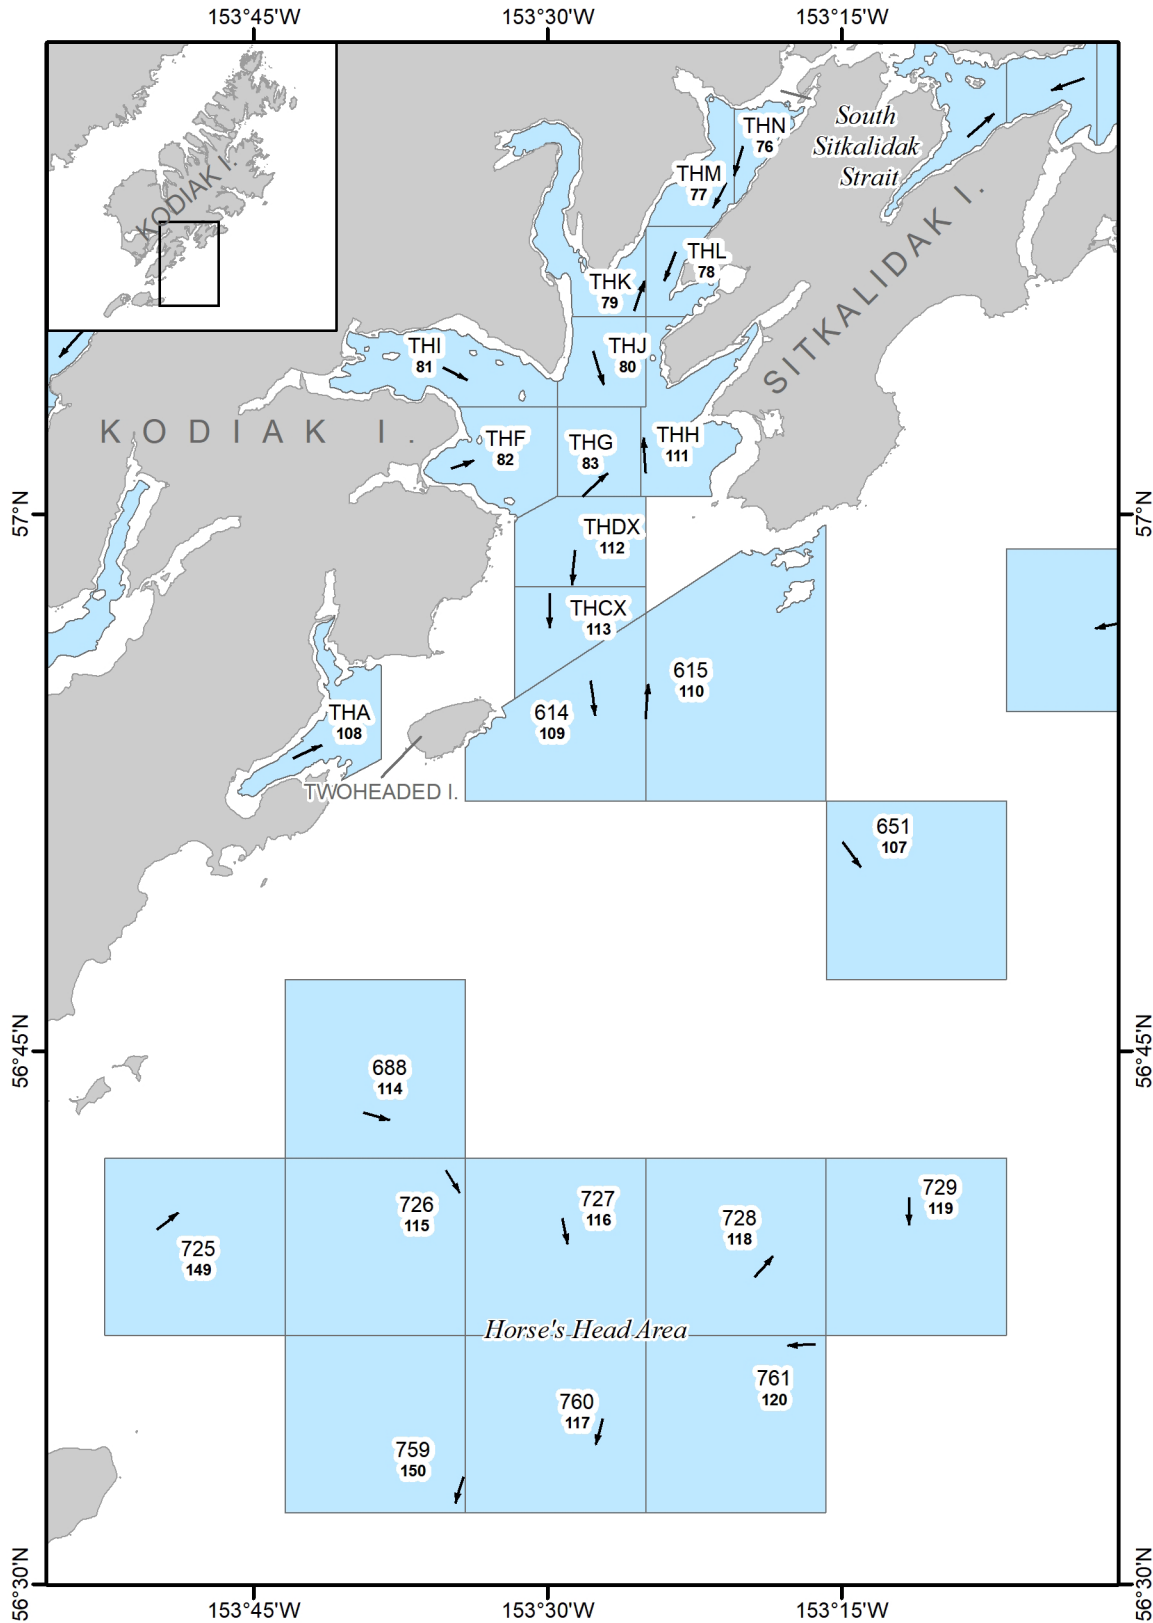 153°45'W
153°30'W
153°15'W
KODIAK I.
South
Sitkalidak
Strait
THN
76
THM
77
THL
78
THK
79
SITKALIDAK I.
THI
81
THJ
80
KODIAK I.
THF
82
THG
83
THH
111
57°N
57°N
THDX
112
THCX
113
615
110
THA
108
614
109
TWOHEADED I.
651
107
56°45'N
56°45'N
688
114
726
115
727
116
728
118
729
119
725
149
Horse's Head Area
761
120
760
117
759
150
56°30'N
56°30'N
153°45'W
153°30'W
153°15'W